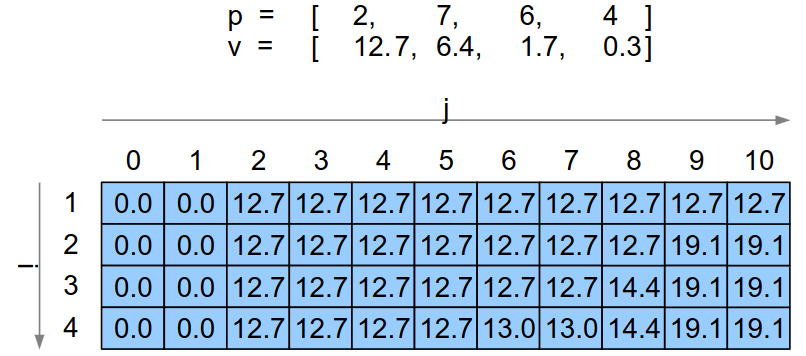 p = [ 2, 7, 6, 4 ]
v = [ 12.7, 6.4, 1.7, 0.3]
j
0 1 2 3 4 5 6 7 8 9 10
1 0.0 0.0 12.7 12.7 12.7 12.7 12.7 12.7 12.7 12.7 12.7
2 0.0 0.0 12.7 12.7 12.7 12.7 12.7 12.7 12.7 19.1 19.1
i
3 0.0 0.0 12.7 12.7 12.7 12.7 12.7 12.7 14.4 19.1 19.1
4 0.0 0.0 12.7 12.7 12.7 12.7 13.0 13.0 14.4 19.1 19.1